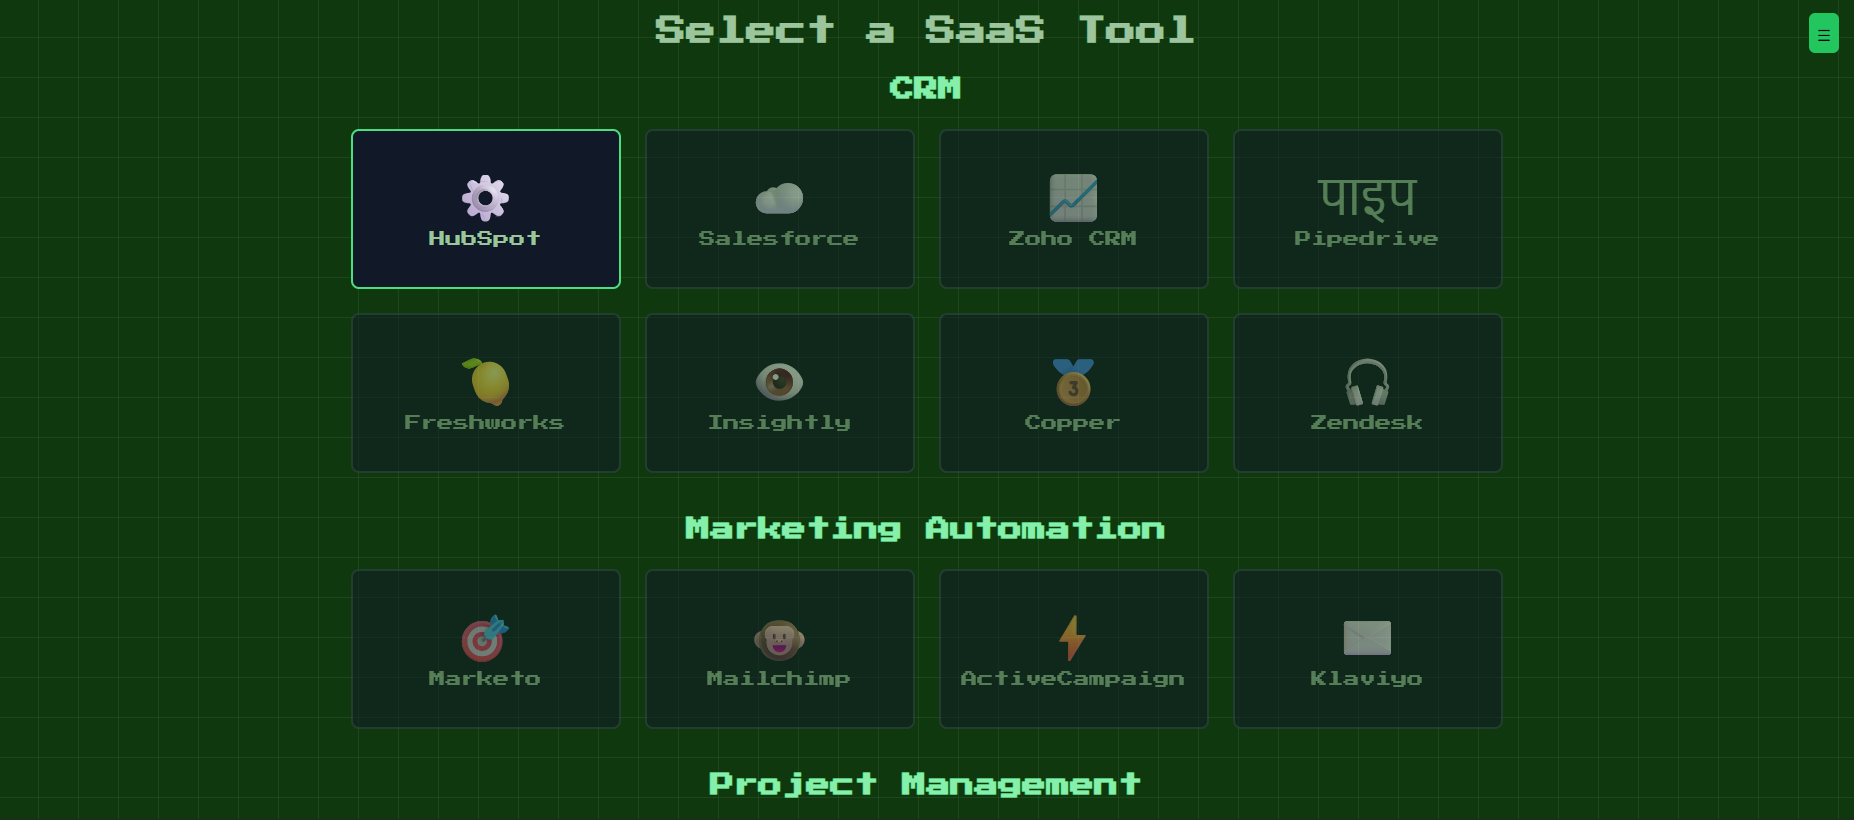 Select a SaaS Tool
CRM
HubSpot
Salesforce
Zoho CRM
पाइप
Pipedrive
Freshworks
Insightly
3
Copper
Zendesk
Marketing Automation
Marketo
Mailchimp
ActiveCampaign
Klaviyo
Project Management